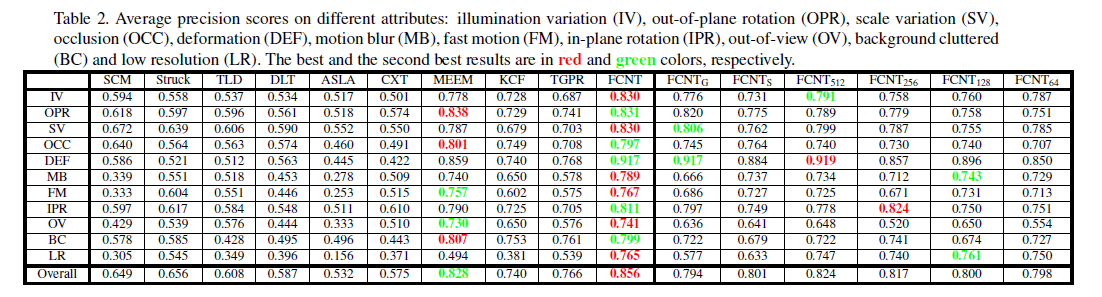 Table 2. Average precision scores on different attributes: illumination variation (IV), out-of-plane rotation (OPR), scale variation (SV),
occlusion (OCC), deformation (DEF), motion blur (MB), fast motion (FM), in-plane rotation (IPR), out-of-view (OV), background cluttered
(BC) and low resolution (LR). The best and the second best results are in red and green colors, respectively.
SCM Struck TLD DLT ASLA CXT MEEM KCF TGPR FCNT FCNTG FCNTS FCNT512 FCNT256 FCNT128 FCNT64
IV 0.594 0.558 0.537 0.534 0.517 0.501 0.778 0.728 0.687 0.830 0.776 0.731 0.791 0.758 0.760 0.787
OPR 0.618 0.597 0.596 0.561 0.518 0.574 0.838 0.729 0.741 0.831 0.820 0.775 0.789 0.779 0.758 0.751
SV 0.672 0.639 0.606 0.590 0.552 0.550 0.787 0.679 0.703 0.830 0.806 0.762 0.799 0.787 0.755 0.785
OCC 0.640 0.564 0.563 0.574 0.460 0.491 0.801 0.749 0.708 0.797 0.745 0.764 0.740 0.730 0.740 0.707
DEF 0.586 0.521 0.512 0.563 0.445 0.422 0.859 0.740 0.768 0.917 0.917 0.884 0.919 0.857 0.896 0.850
MB 0.339 0.551 0.518 0.453 0.278 0.509 0.740 0.650 0.578 0.789 0.666 0.737 0.734 0.712 0.743 0.729
FM 0.333 0.604 0.551 0.446 0.253 0.515 0.757 0.602 0.575 0.767 0.686 0.727 0.725 0.671 0.731 0.713
IPR 0.597 0.617 0.584 0.548 0.511 0.610 0.790 0.725 0.705 0.811 0.797 0.749 0.778 0.824 0.750 0.751
OV 0.429 0.539 0.576 0.444 0.333 0.510 0.730 0.650 0.576 0.741 0.636 0.641 0.648 0.520 0.650 0.554
BC 0.578 0.585 0.428 0.495 0.496 0.443 0.807 0.753 0.761 0.799 0.722 0.679 0.722 0.741 0.674 0.727
LR 0.305 0.545 0.349 0.396 0.156 0.371 0.494 0.381 0.539 0.765 0.577 0.633 0.747 0.740 0.761 0.750
Overall 0.649 0.656 0.608 0.587 0.532 0.575 0.828 0.740 0.766 0.856 0.794 0.801 0.824 0.817 0.800 0.798